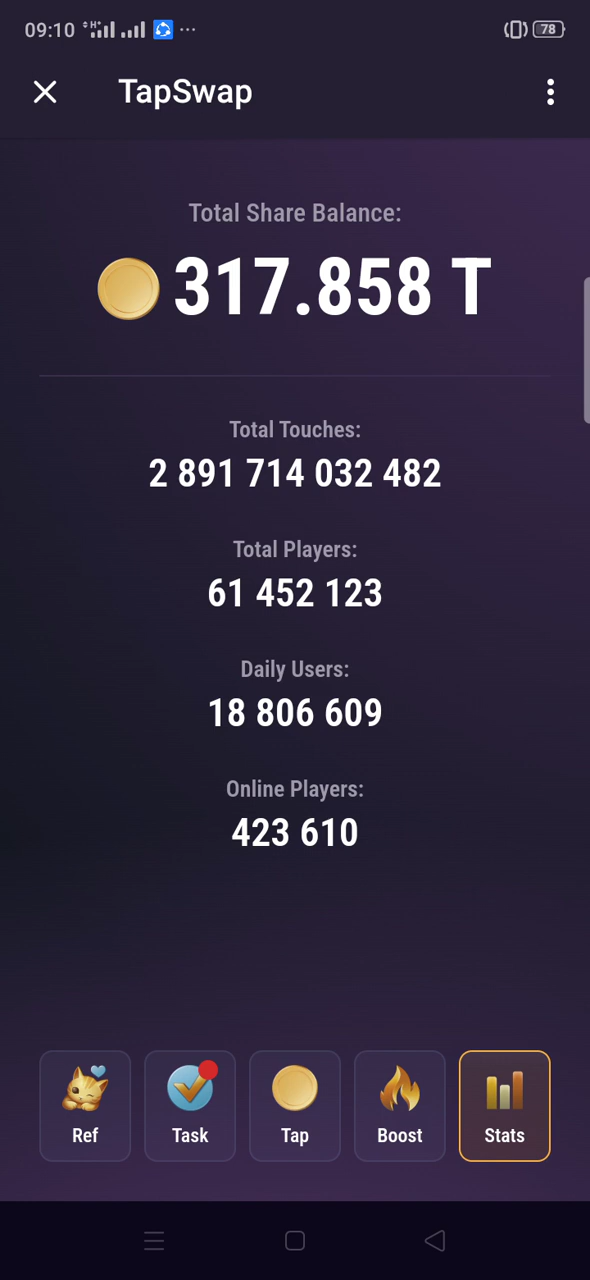 09:10 H+ ... 78
TapSwap
Total Share Balance:
317.858 T
Total Touches:
2 891 714 032 482
Total Players:
61 452 123
Daily Users:
18 806 609
Online Players:
423 610
Ref Task Tap Boost Stats